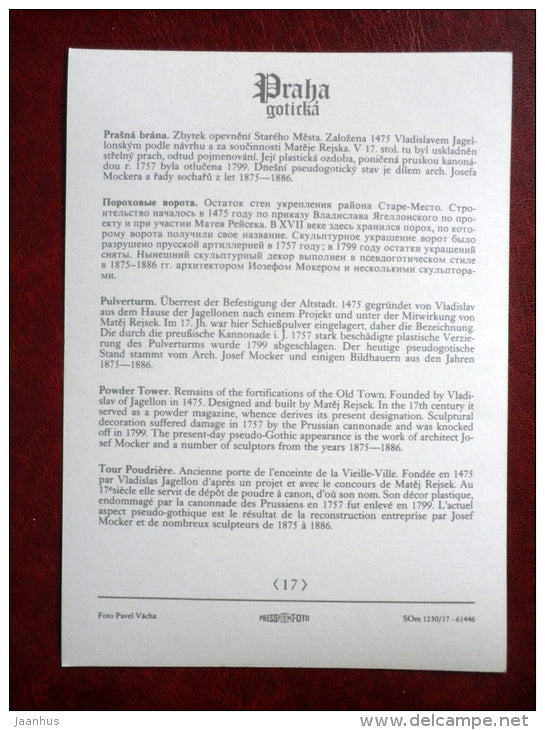 Praha
gotická
Prašná brána. Zbytek opevnění Starého Města. Založena 1475 Vladislavem Jagel-
lonským podle návrhu a za součinnosti Matěje Rejska. V 17. stol. tu byl uskladněn
střelný prach, odtud pojmenování. Její plastická ozdoba, poničená pruskou kanoná-
dou r. 1757 byla otlučena 1799. Dnešní pseudogotický stav je dílem arch. Josefa
Mockera a řady sochařů z let 1875—1886.
Пороховые ворота. Остаток стен укрепления района Старе-Место. Стро-
ительство началось в 1475 году по приказу Владислава Ягеллонского по про-
екту и при участии Матея Рейсека. В XVII веке здесь хранился порох, по кото-
рому ворота получили свое название. Скульптурное украшение ворот было
разрушено прусской артиллерией в 1757 году; в 1799 году остатки украшений
сняты. Нынешний скульптурный декор выполнен в псевдоготическом стиле
в 1875–1886 гг. архитектором Иозефом Мокером и несколькими скульптора-
ми.
Pulverturm. Überrest der Befestigung der Altstadt. 1475 gegründet von Vladislav
aus dem Hause der Jagellonen nach einem Projekt und unter der Mitwirkung von
Matěj Rejsek. Im 17. Jh. war hier Schießpulver eingelagert, daher die Bezeichnung.
Die durch die preußische Kannonade i. J. 1757 stark beschädigte plastische Verzie-
rung des Pulverturms wurde 1799 abgeschlagen. Der heutige pseudogotische
Stand stammt vom Arch. Josef Mocker und einigen Bildhauern aus den Jahren
1875—1886.
Powder Tower. Remains of the fortifications of the Old Town. Founded by Vladi-
slav of Jagellon in 1475. Designed and built by Matěj Rejsek. In the 17th century it
served as a powder magazine, whence derives its present designation. Sculptural
decoration suffered damage in 1757 by the Prussian cannonade and was knocked
off in 1799. The present-day pseudo-Gothic appearance is the work of architect Jo-
sef Mocker and a number of sculptors from the years 1875—1886.
Tour Poudrière. Ancienne porte de l'enceinte de la Vieille-Ville. Fondée en 1475
par Vladislas Jagellon d'après un projet et avec le concours de Matěj Rejsek. Au
17esiècle elle servit de dépôt de poudre à canon, d'où son nom. Son décor plastique,
endommagé par la canonnade des Prussiens en 1757 fut enlevé en 1799. L'actuel
aspect pseudo-gothique est le résultat de la reconstruction entreprise par Josef
Mocker et de nombreux sculpteurs de 1875 à 1886.
⟨17⟩
Foto Pavel Vácha PRESSFOTO SOm 1230/17 - 61446
//jaanhus www.delcampe.net